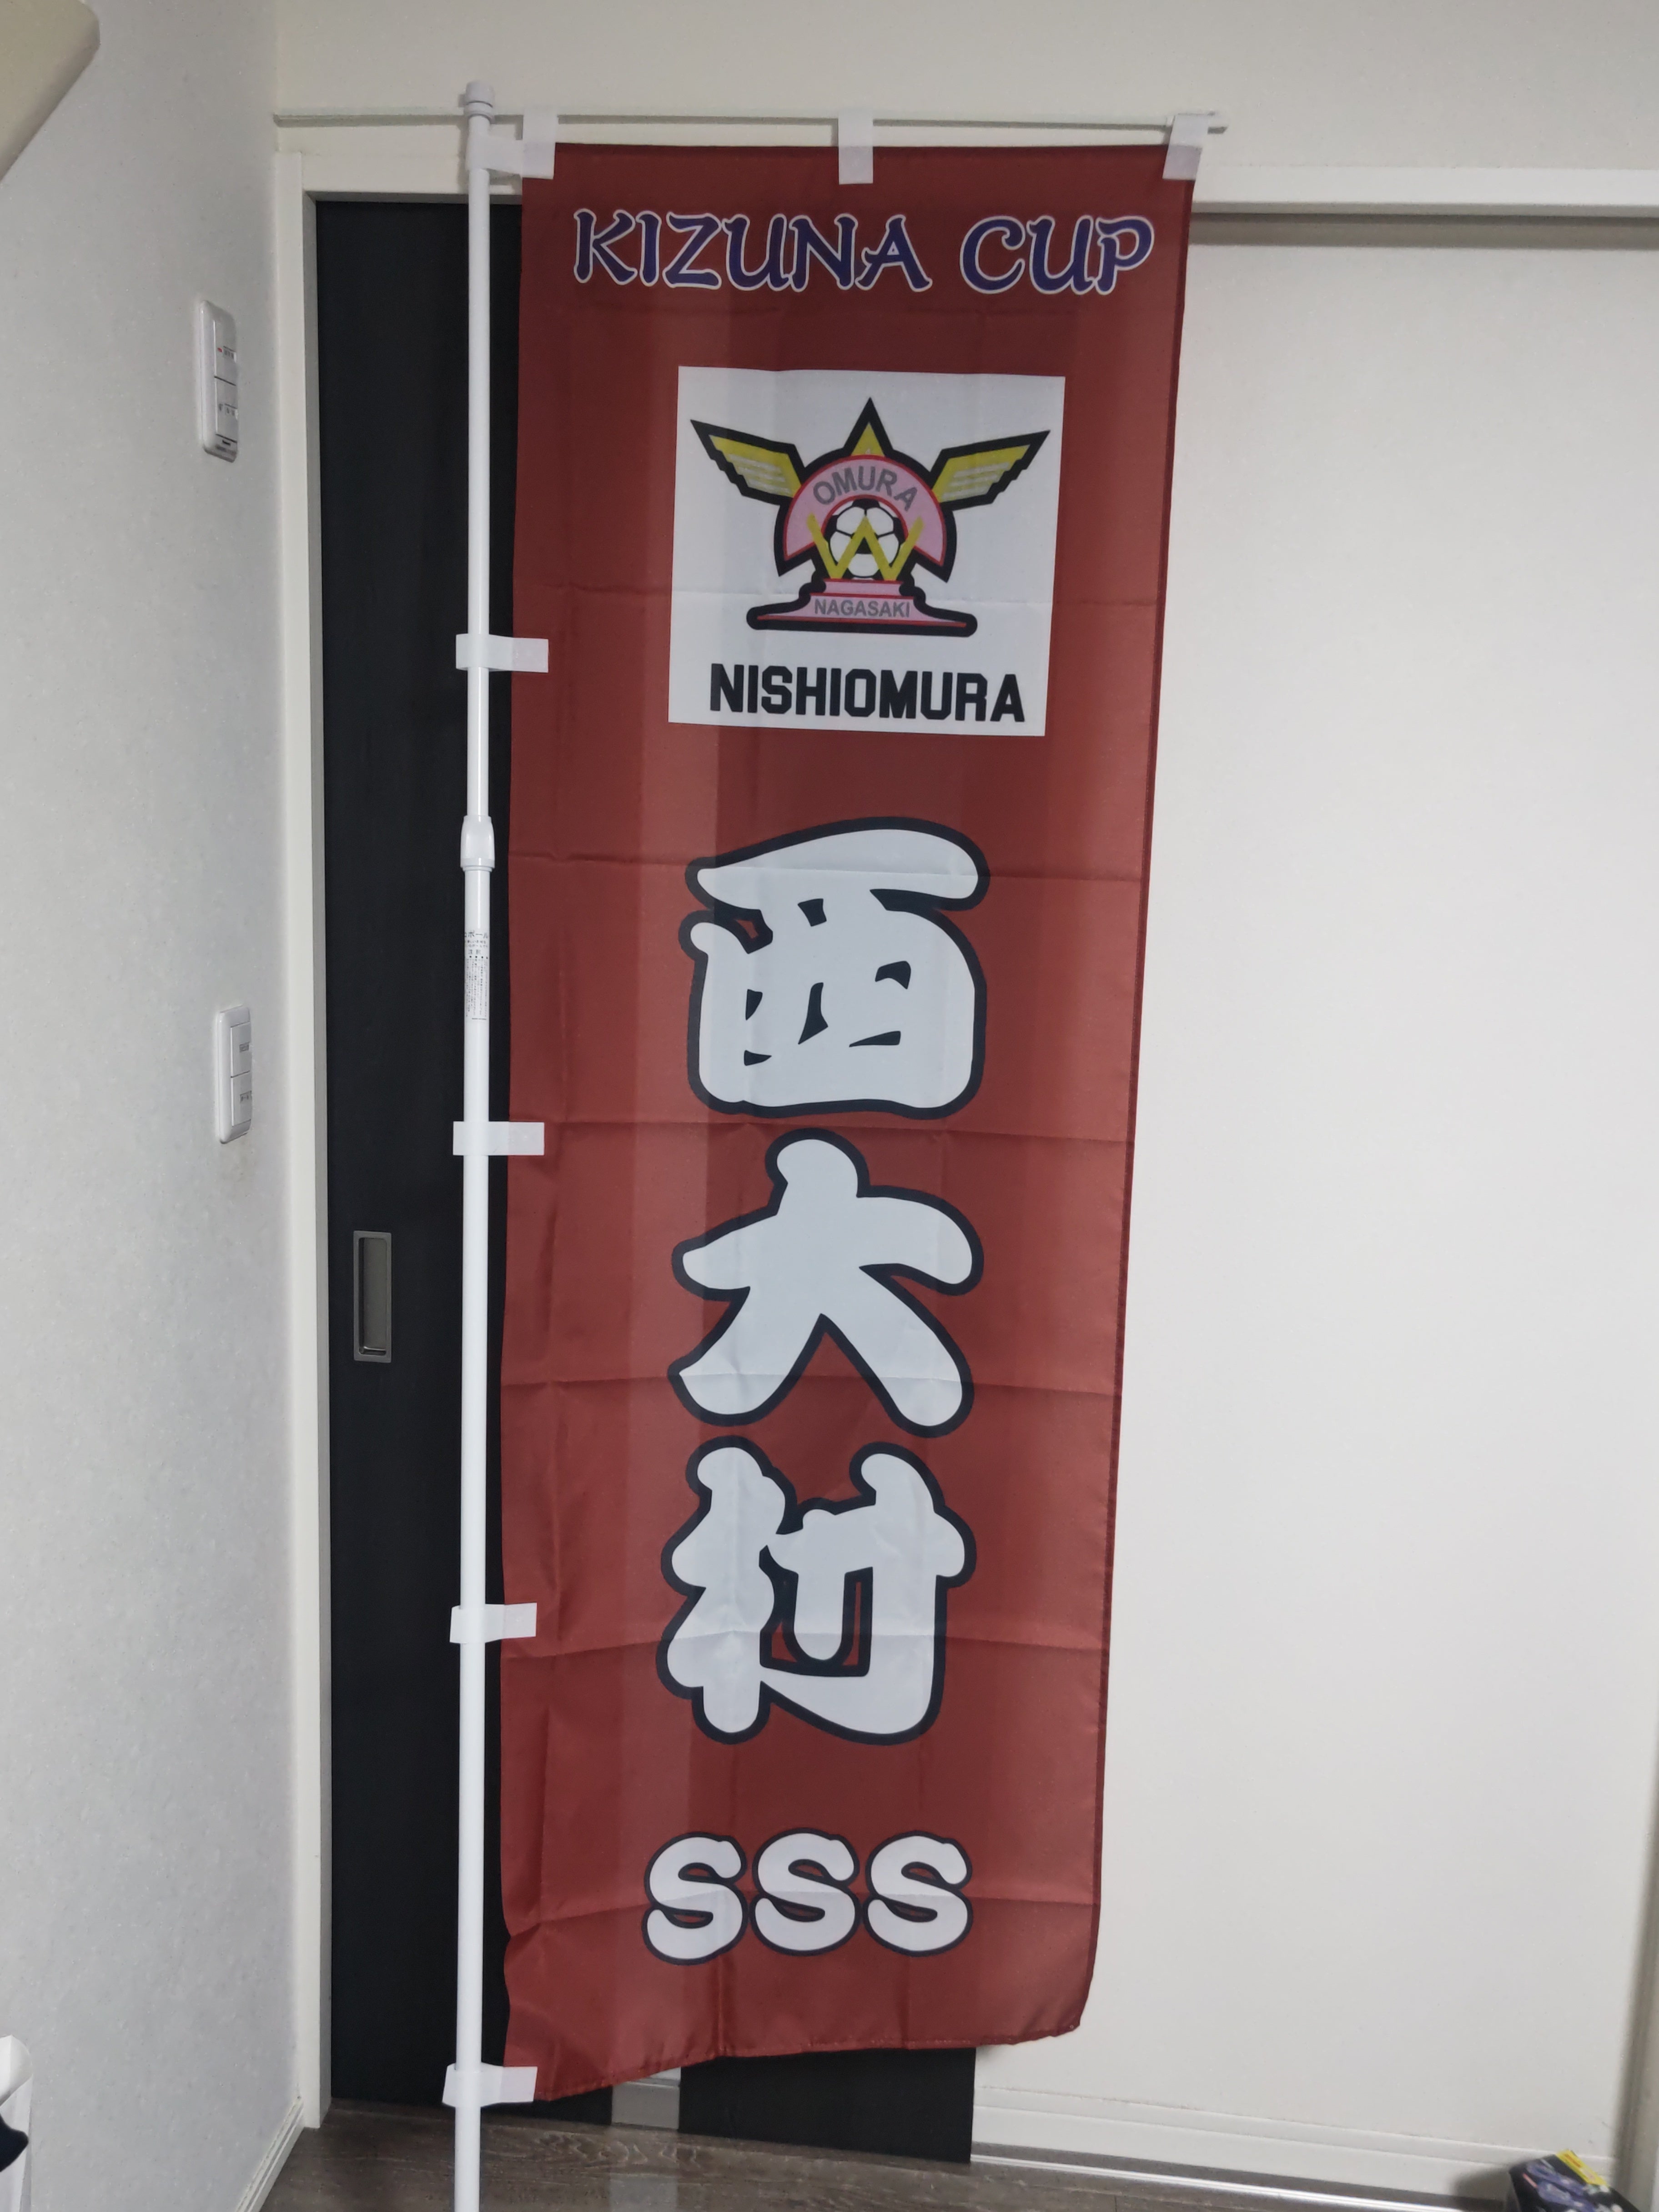 KIZUNA CUP
OMURA
W
NAGASAKI
NISHIOMURA
西大村
SSS